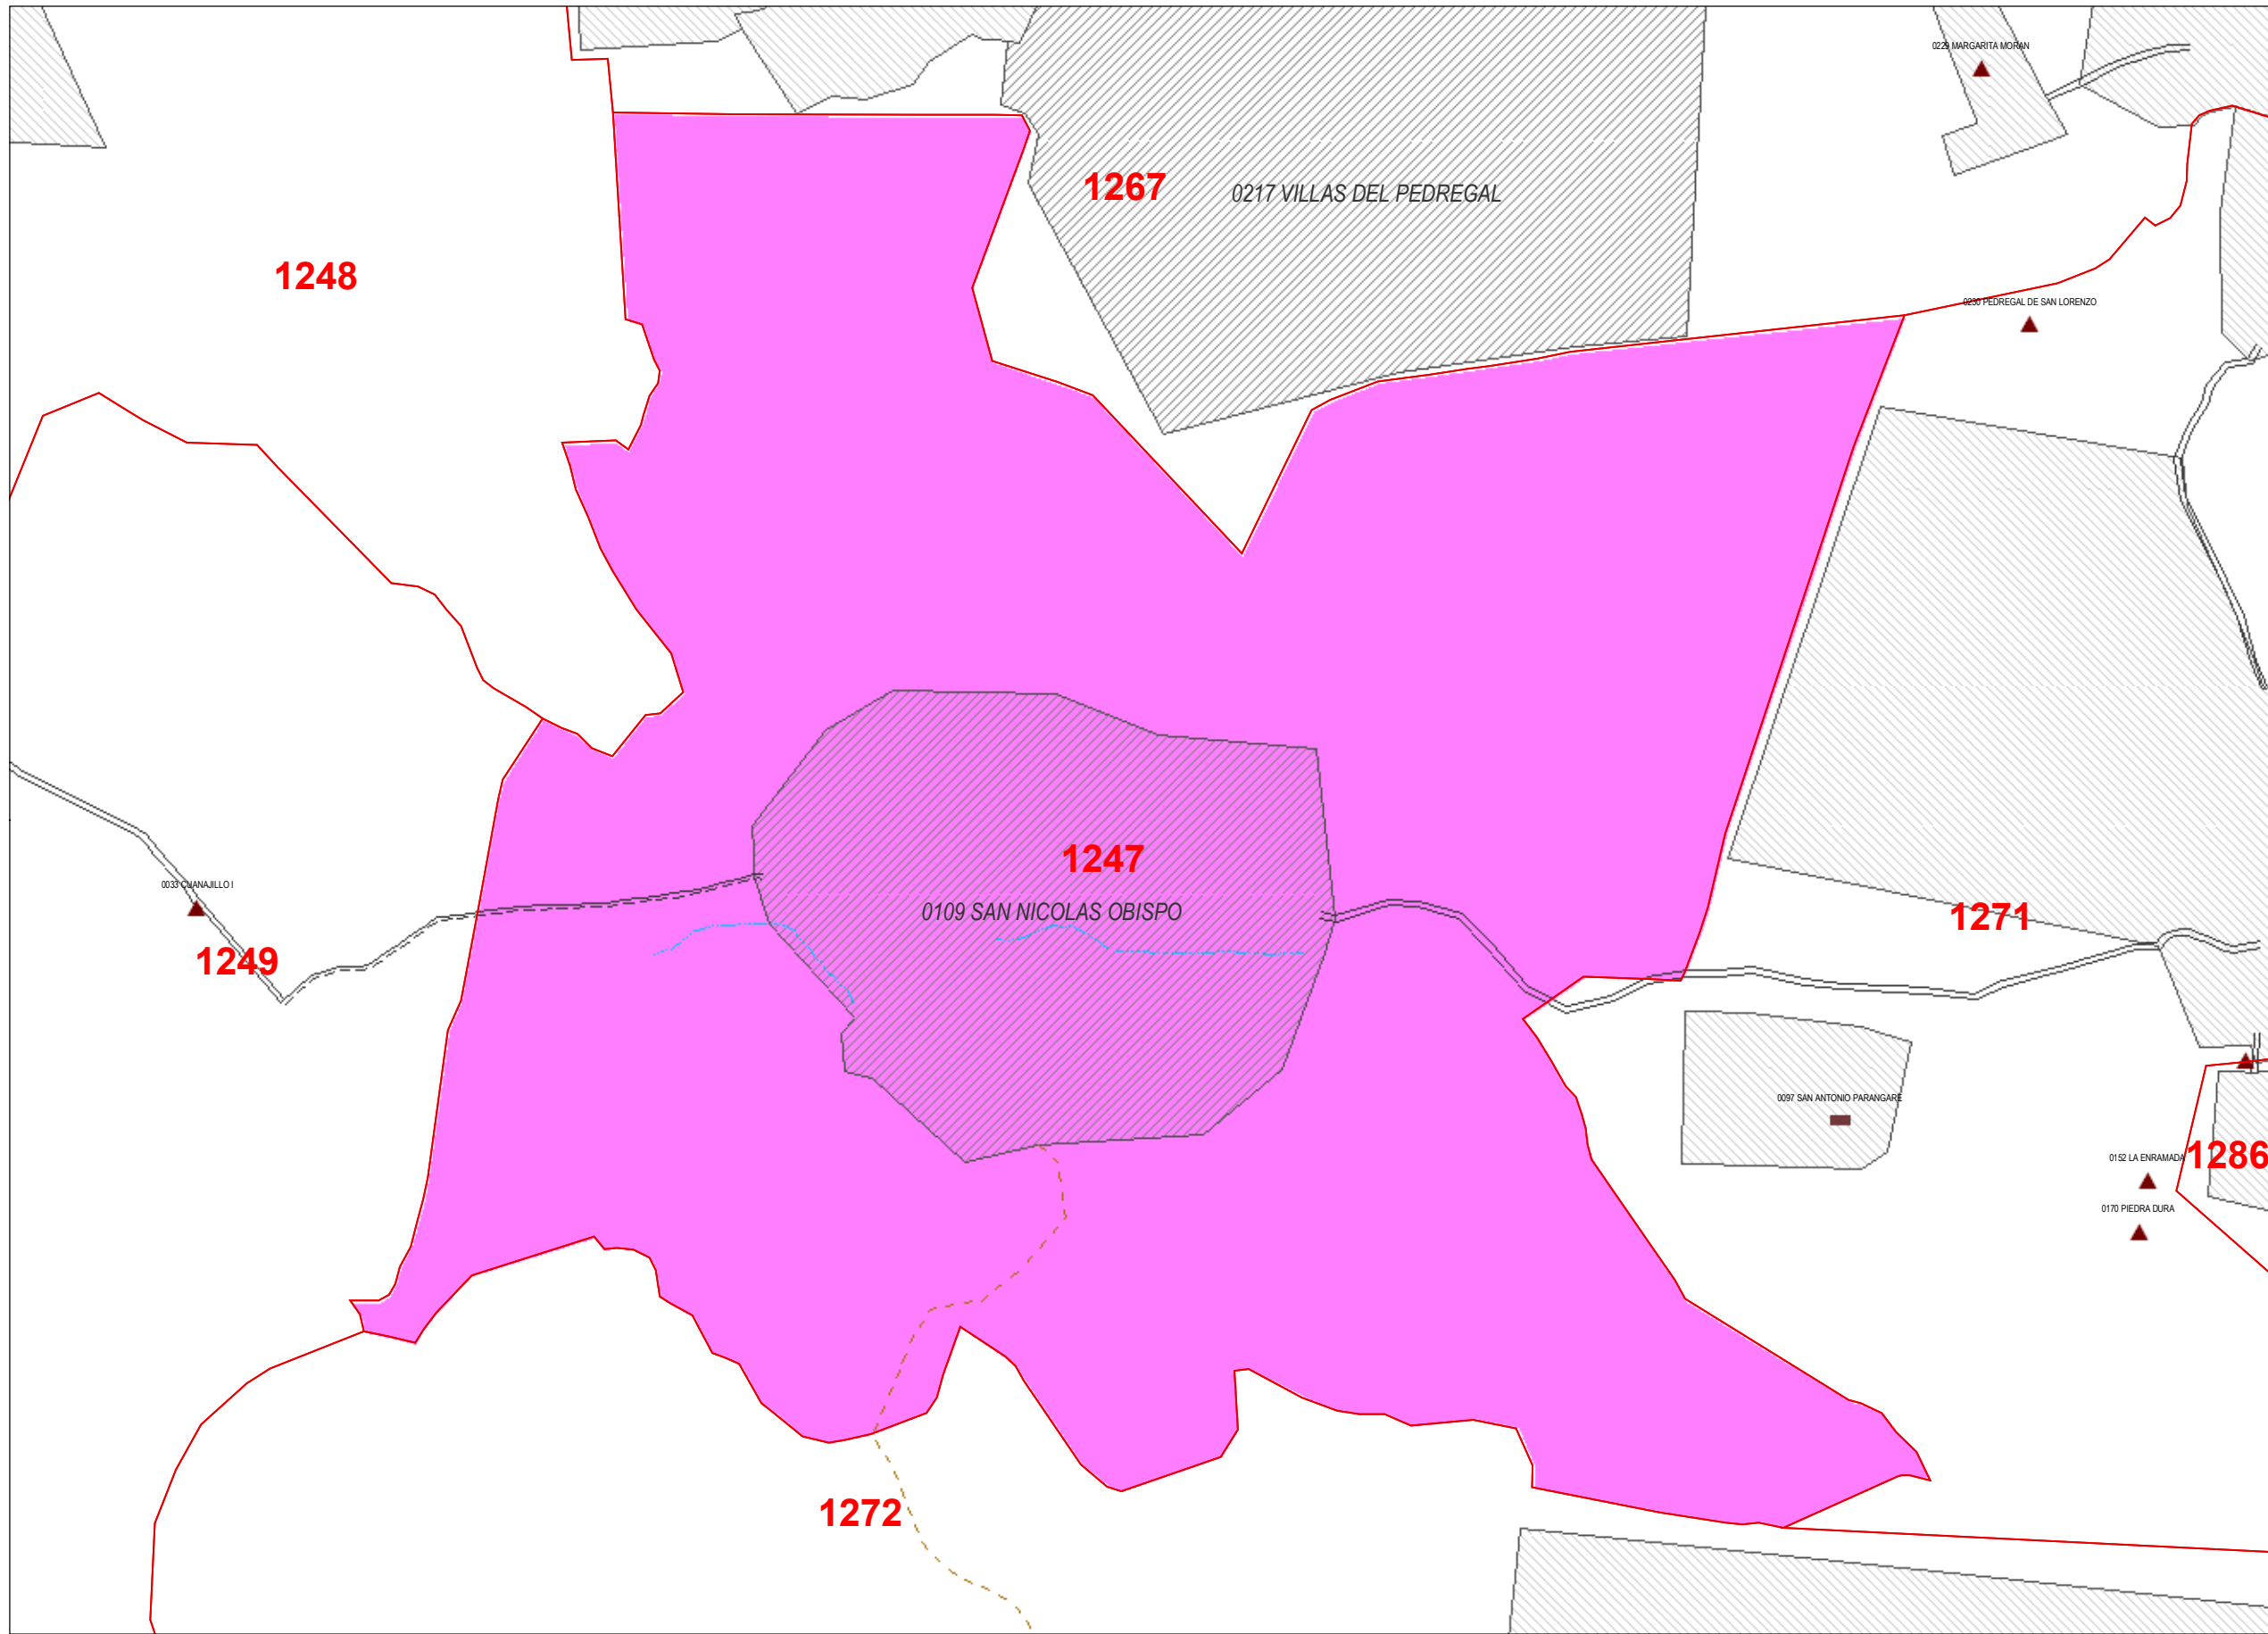 0229 MARGARITA MORAN
1267
0217 VILLAS DEL PEDREGAL
1248
0230 PEDREGAL DE SAN LORENZO
1247
0033 CUANAJILLO I
0109 SAN NICOLAS OBISPO
1271
1249
0097 SAN ANTONIO PARANGARE
0152 LA ENRAMADA
1286
0170 PIEDRA DURA
1272